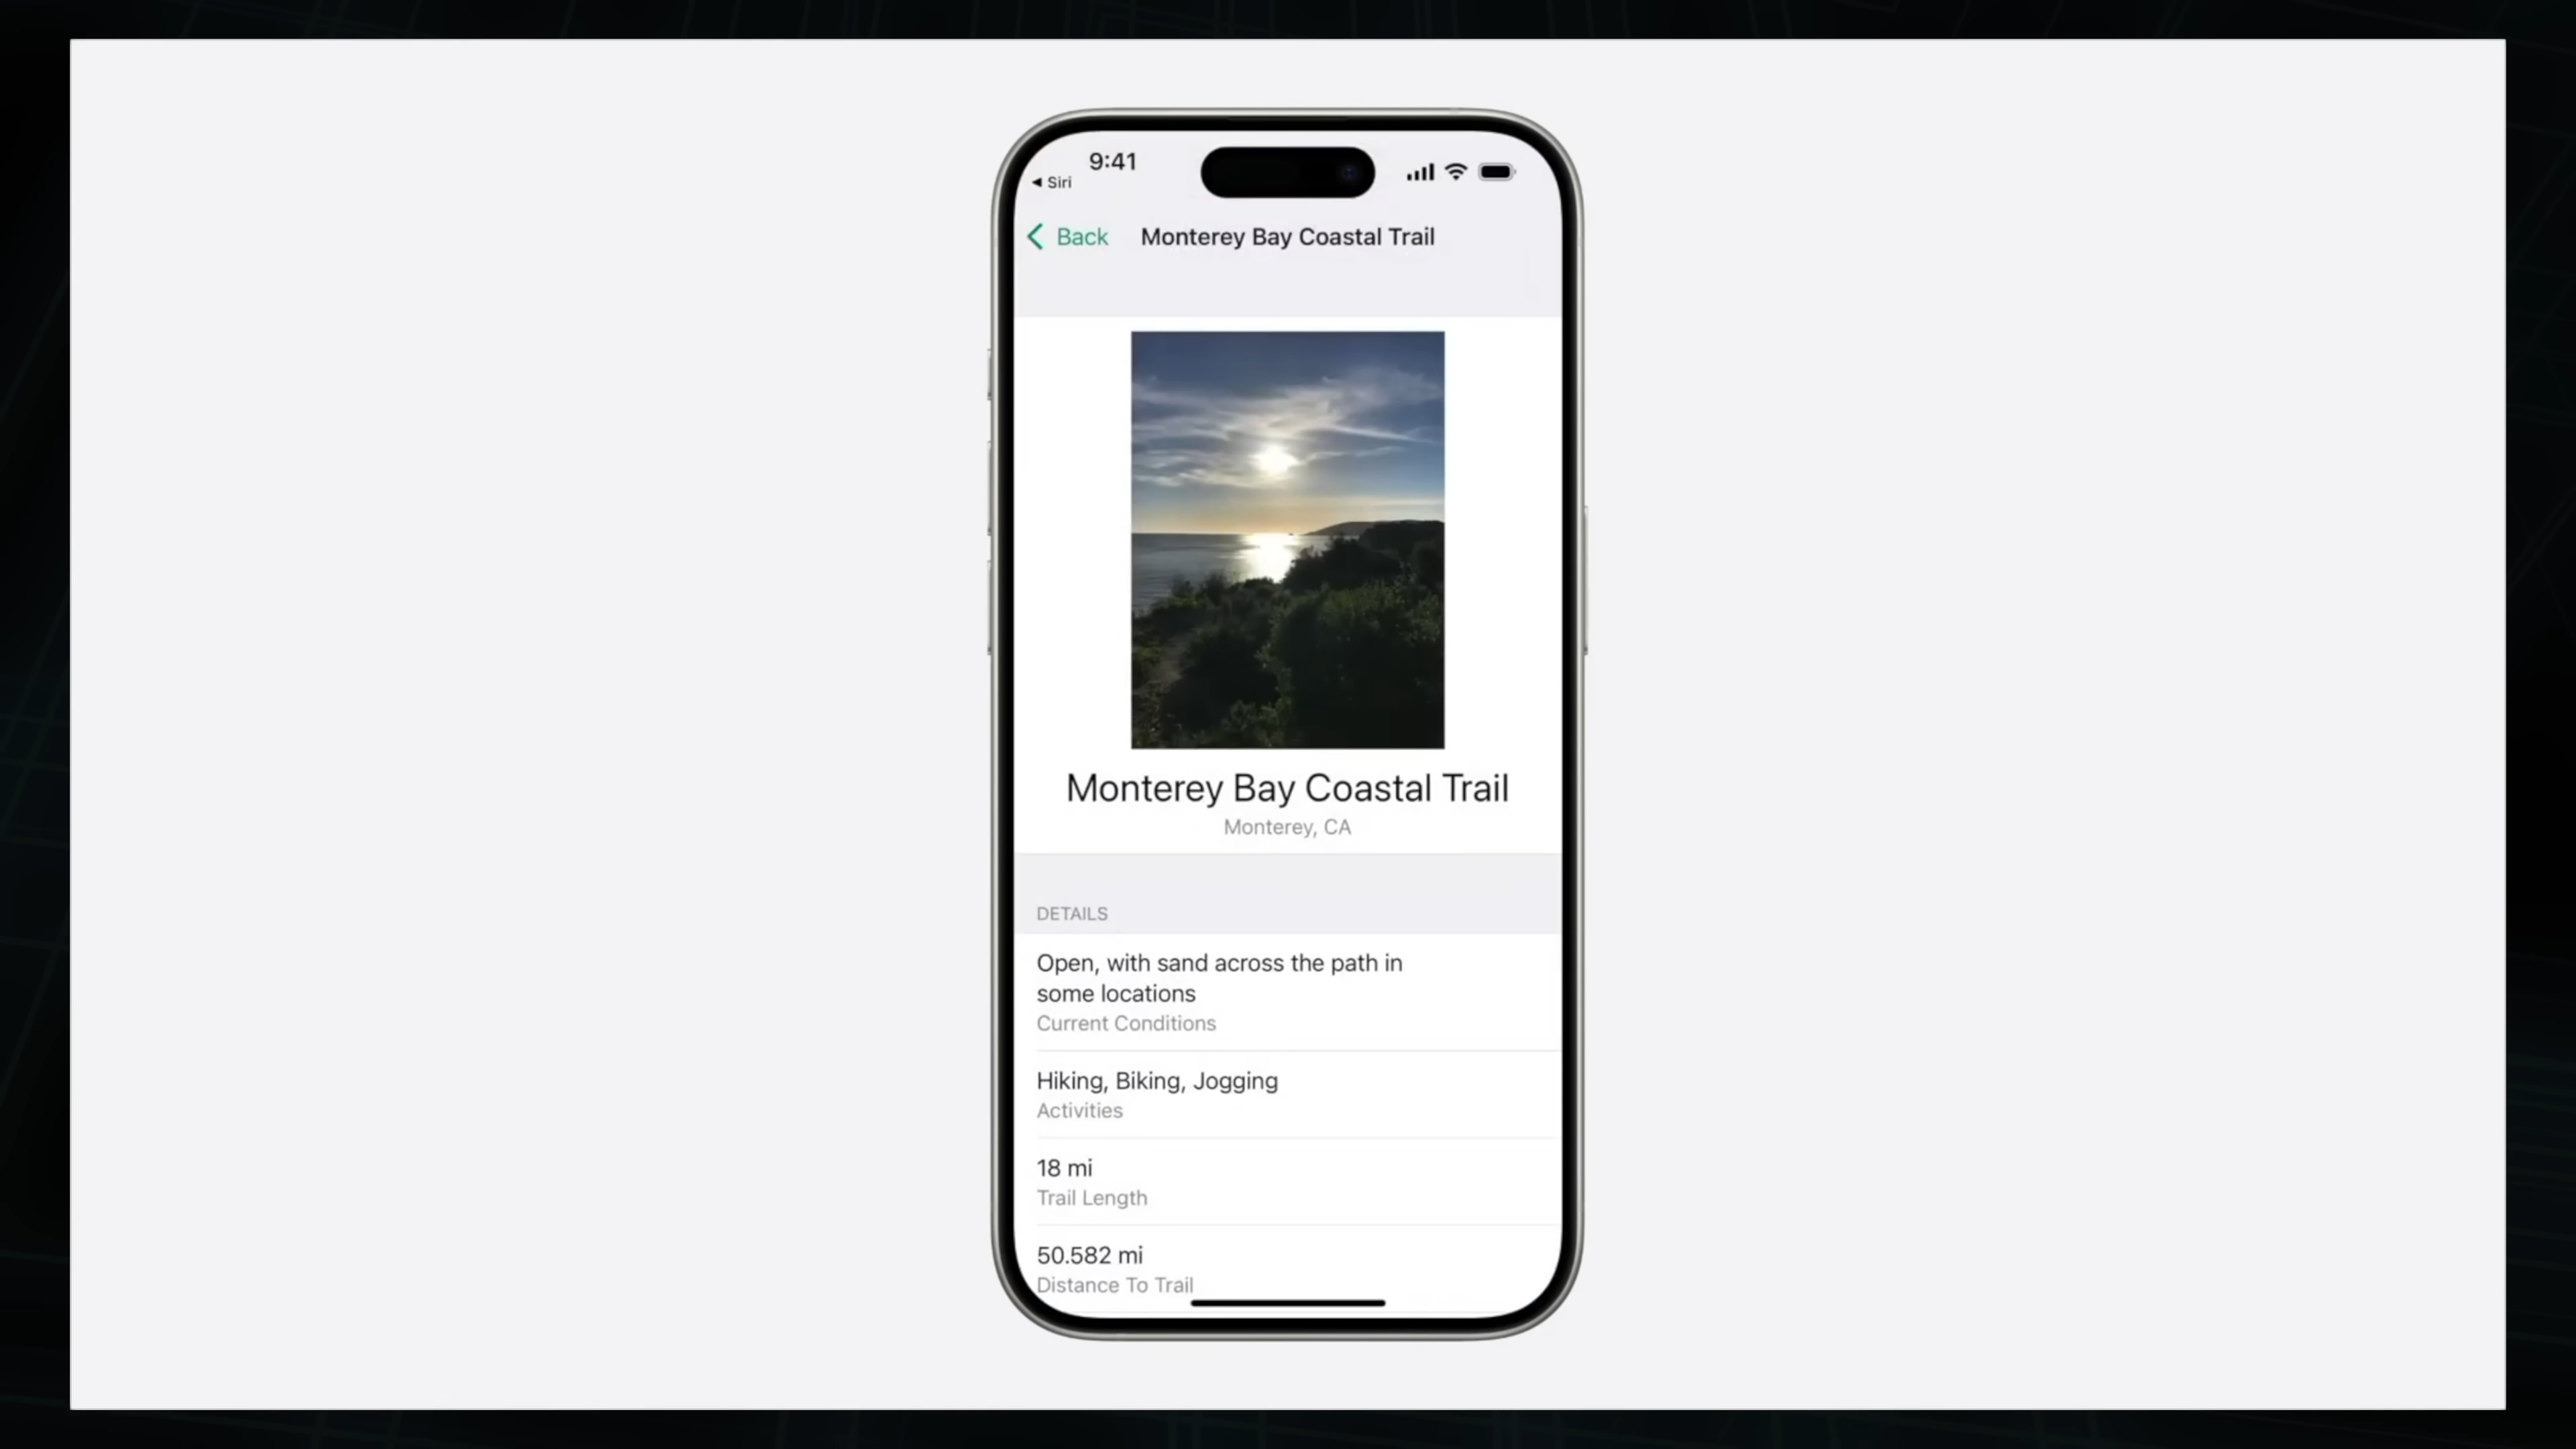 9:41
◀ Siri
Back
Monterey Bay Coastal Trail
Monterey Bay Coastal Trail
Monterey, CA
DETAILS
Open, with sand across the path in
some locations
Current Conditions
Hiking, Biking, Jogging
Activities
18 mi
Trail Length
50.582 mi
Distance To Trail